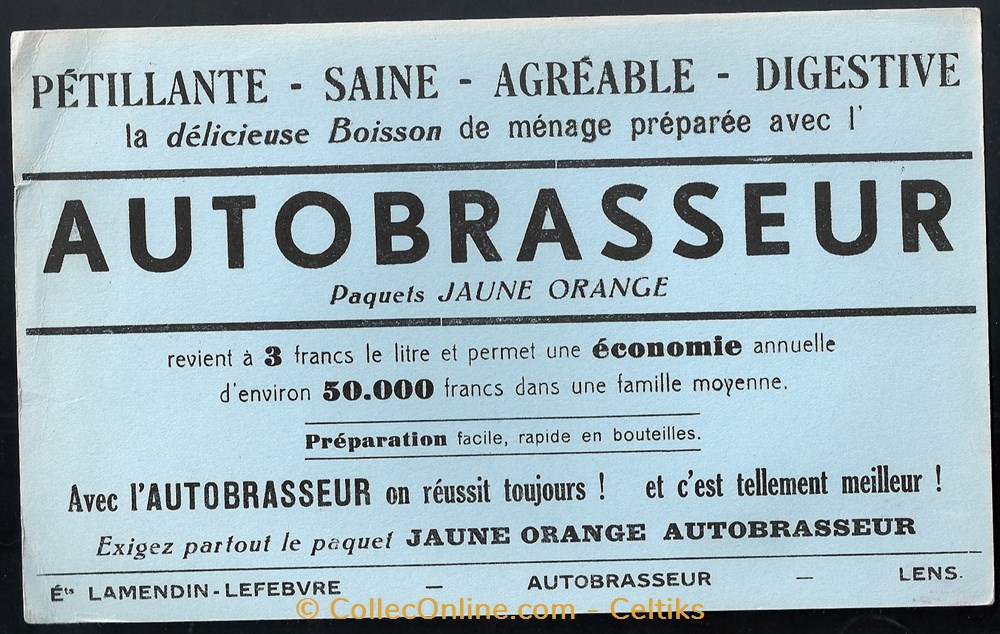 PÉTILLANTE - SAINE - AGRÉABLE - DIGESTIVE
la délicieuse Boisson de ménage préparée avec l'
AUTOBRASSEUR
Paquets JAUNE ORANGE
revient à 3 francs le litre et permet une économie annuelle
d'environ 50.000 francs dans une famille moyenne.
Préparation facile, rapide en bouteilles.
Avec l'AUTOBRASSEUR on réussit toujours ! et c'est tellement meilleur !
Exigez partout le paquet JAUNE ORANGE AUTOBRASSEUR
Éts LAMENDIN-LEFEBVRE — AUTOBRASSEUR — LENS.
© CollecOnline.com - Celtiks